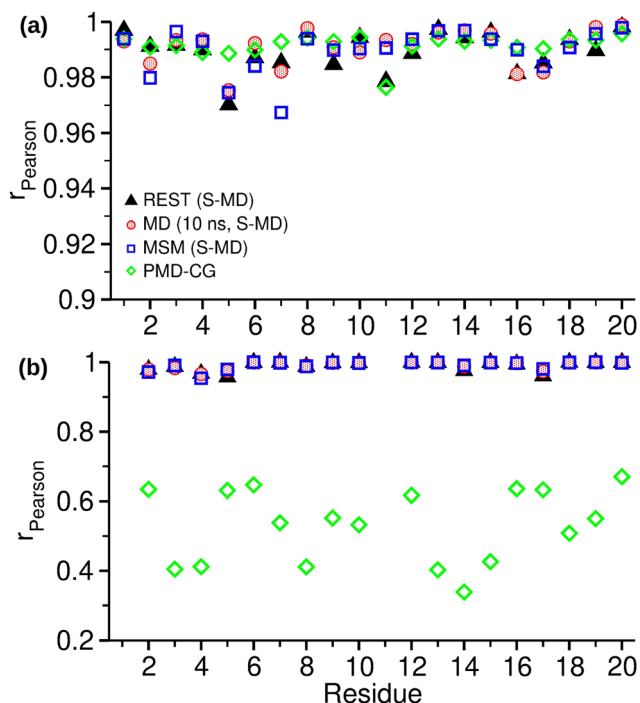 (a)
1
0.98
0.96
0.94
0.92
0.9
r_Pearson
REST (S-MD)
MD (10 ns, S-MD)
MSM (S-MD)
PMD-CG
2 4 6 8 10 12 14 16 18 20
(b)
1
0.8
0.6
0.4
0.2
r_Pearson
2 4 6 8 10 12 14 16 18 20
Residue